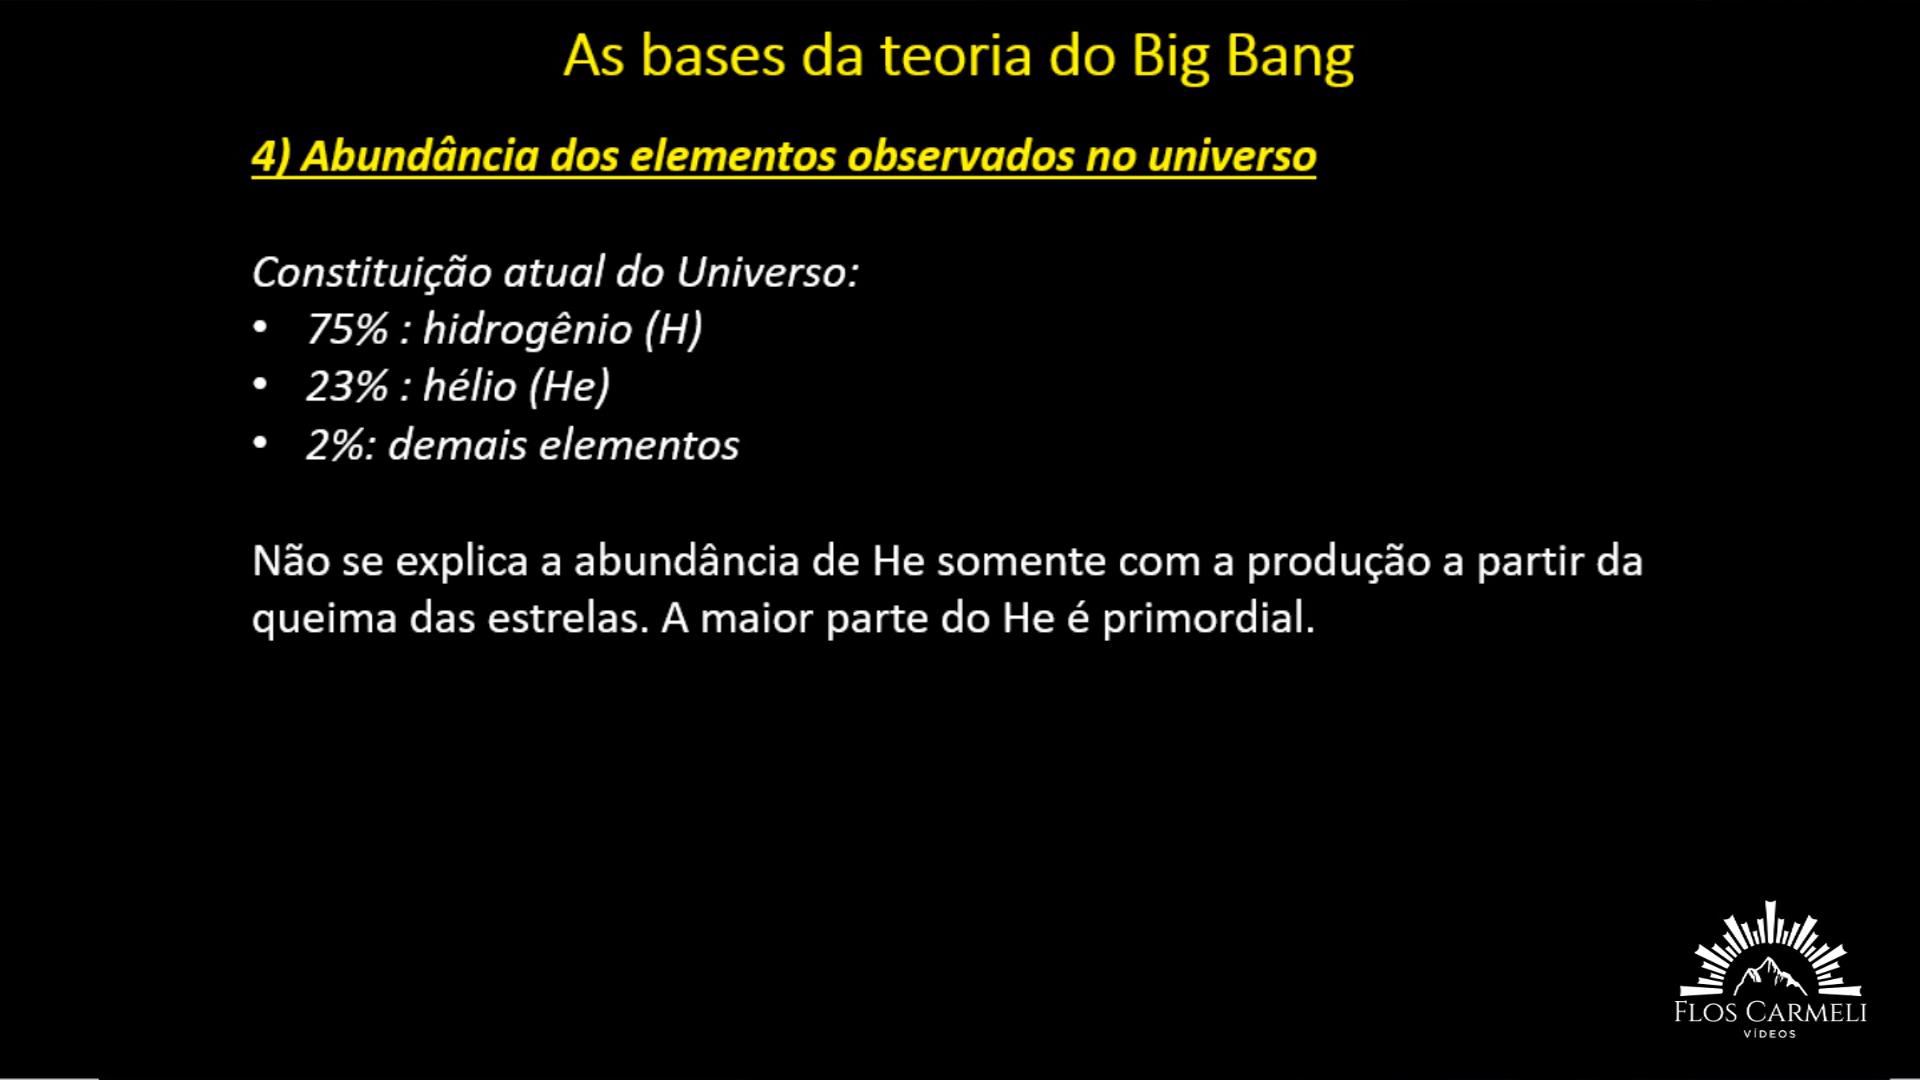 As bases da teoria do Big Bang
4) Abundância dos elementos observados no universo
Constituição atual do Universo:
• 75% : hidrogênio (H)
• 23% : hélio (He)
• 2%: demais elementos
Não se explica a abundância de He somente com a produção a partir da
queima das estrelas. A maior parte do He é primordial.
FLOS CARMELI
VÍDEOS